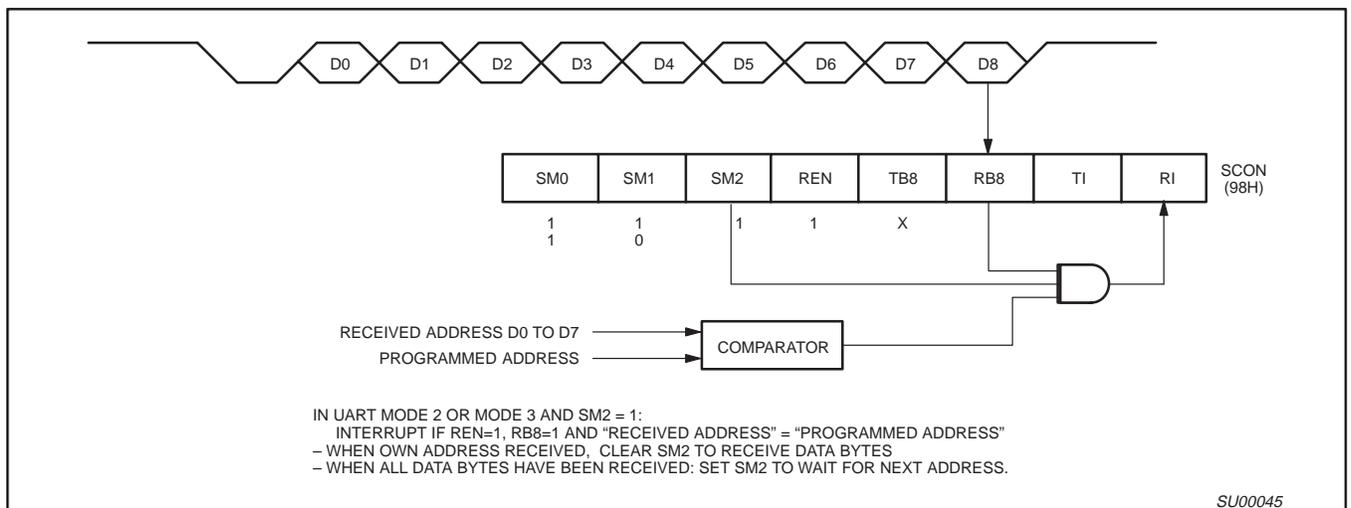 D0 D1 D2 D3 D4 D5 D6 D7 D8
SM0 SM1 SM2 REN TB8 RB8 TI RI
SCON
(98H)
1 1 1 1 X
1 0
RECEIVED ADDRESS D0 TO D7
PROGRAMMED ADDRESS
COMPARATOR
IN UART MODE 2 OR MODE 3 AND SM2 = 1:
INTERRUPT IF REN=1, RB8=1 AND “RECEIVED ADDRESS” = “PROGRAMMED ADDRESS”
– WHEN OWN ADDRESS RECEIVED, CLEAR SM2 TO RECEIVE DATA BYTES
– WHEN ALL DATA BYTES HAVE BEEN RECEIVED: SET SM2 TO WAIT FOR NEXT ADDRESS.
SU00045